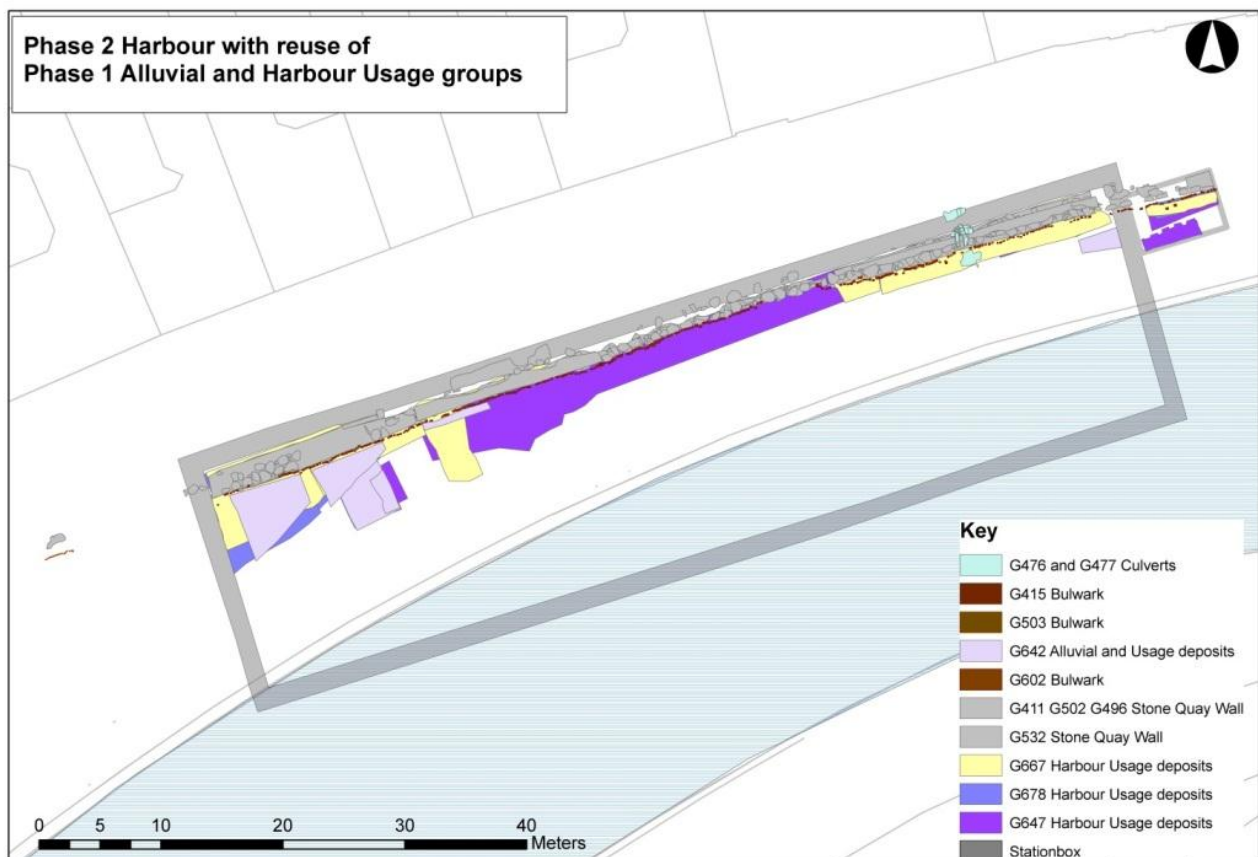 Phase 2 Harbour with reuse of
Phase 1 Alluvial and Harbour Usage groups
Key
G476 and G477 Culverts
G415 Bulwark
G503 Bulwark
G642 Alluvial and Usage deposits
G602 Bulwark
G411 G502 G496 Stone Quay Wall
G532 Stone Quay Wall
G667 Harbour Usage deposits
G678 Harbour Usage deposits
G647 Harbour Usage deposits
Stationbox
0 5 10 20 30 40
Meters